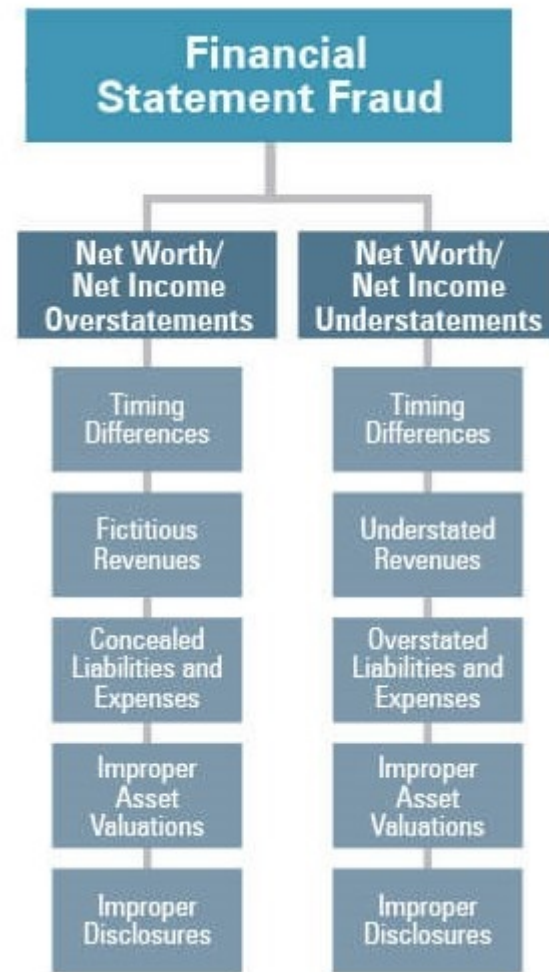 Financial
Statement Fraud
Net Worth/
Net Income
Overstatements
Timing
Differences
Fictitious
Revenues
Concealed
Liabilities and
Expenses
Improper
Asset
Valuations
Improper
Disclosures
Net Worth/
Net Income
Understatements
Timing
Differences
Understated
Revenues
Overstated
Liabilities and
Expenses
Improper
Asset
Valuations
Improper
Disclosures